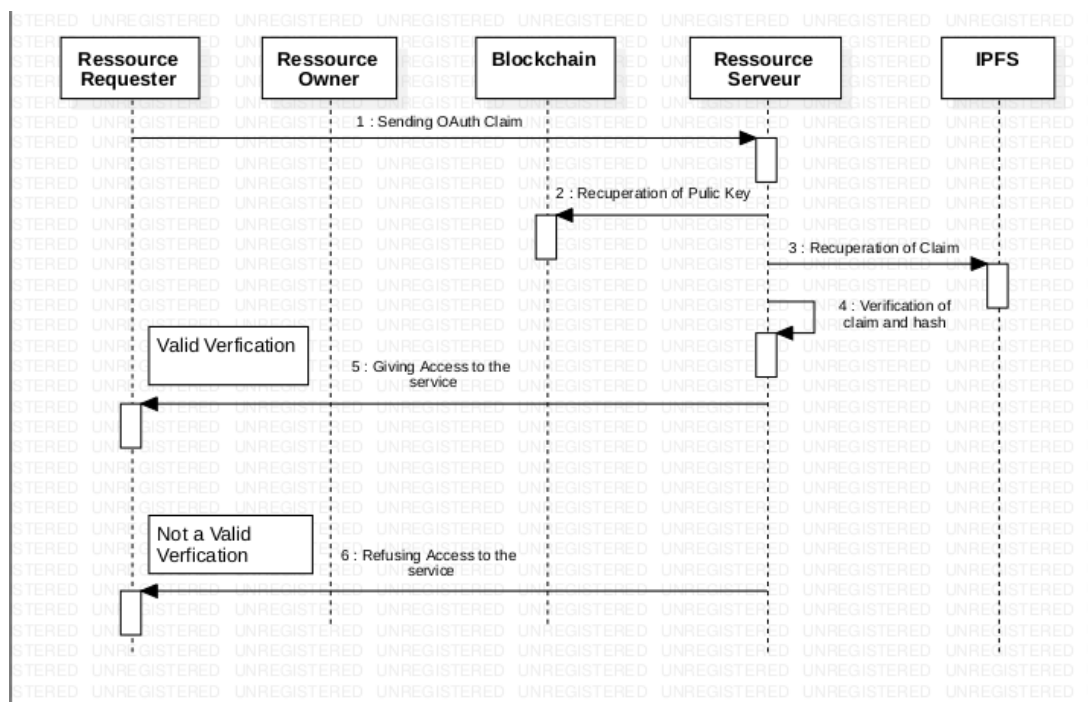 Ressource
Requester
Ressource
Owner
Blockchain
Ressource
Serveur
IPFS
1 : Sending OAuth Claim
2 : Recuperation of Pulic Key
3 : Recuperation of Claim
4 : Verification of
claim and hash
Valid Verfication
5 : Giving Access to the
service
Not a Valid
Verfication
6 : Refusing Access to the
service
UNREGISTERED